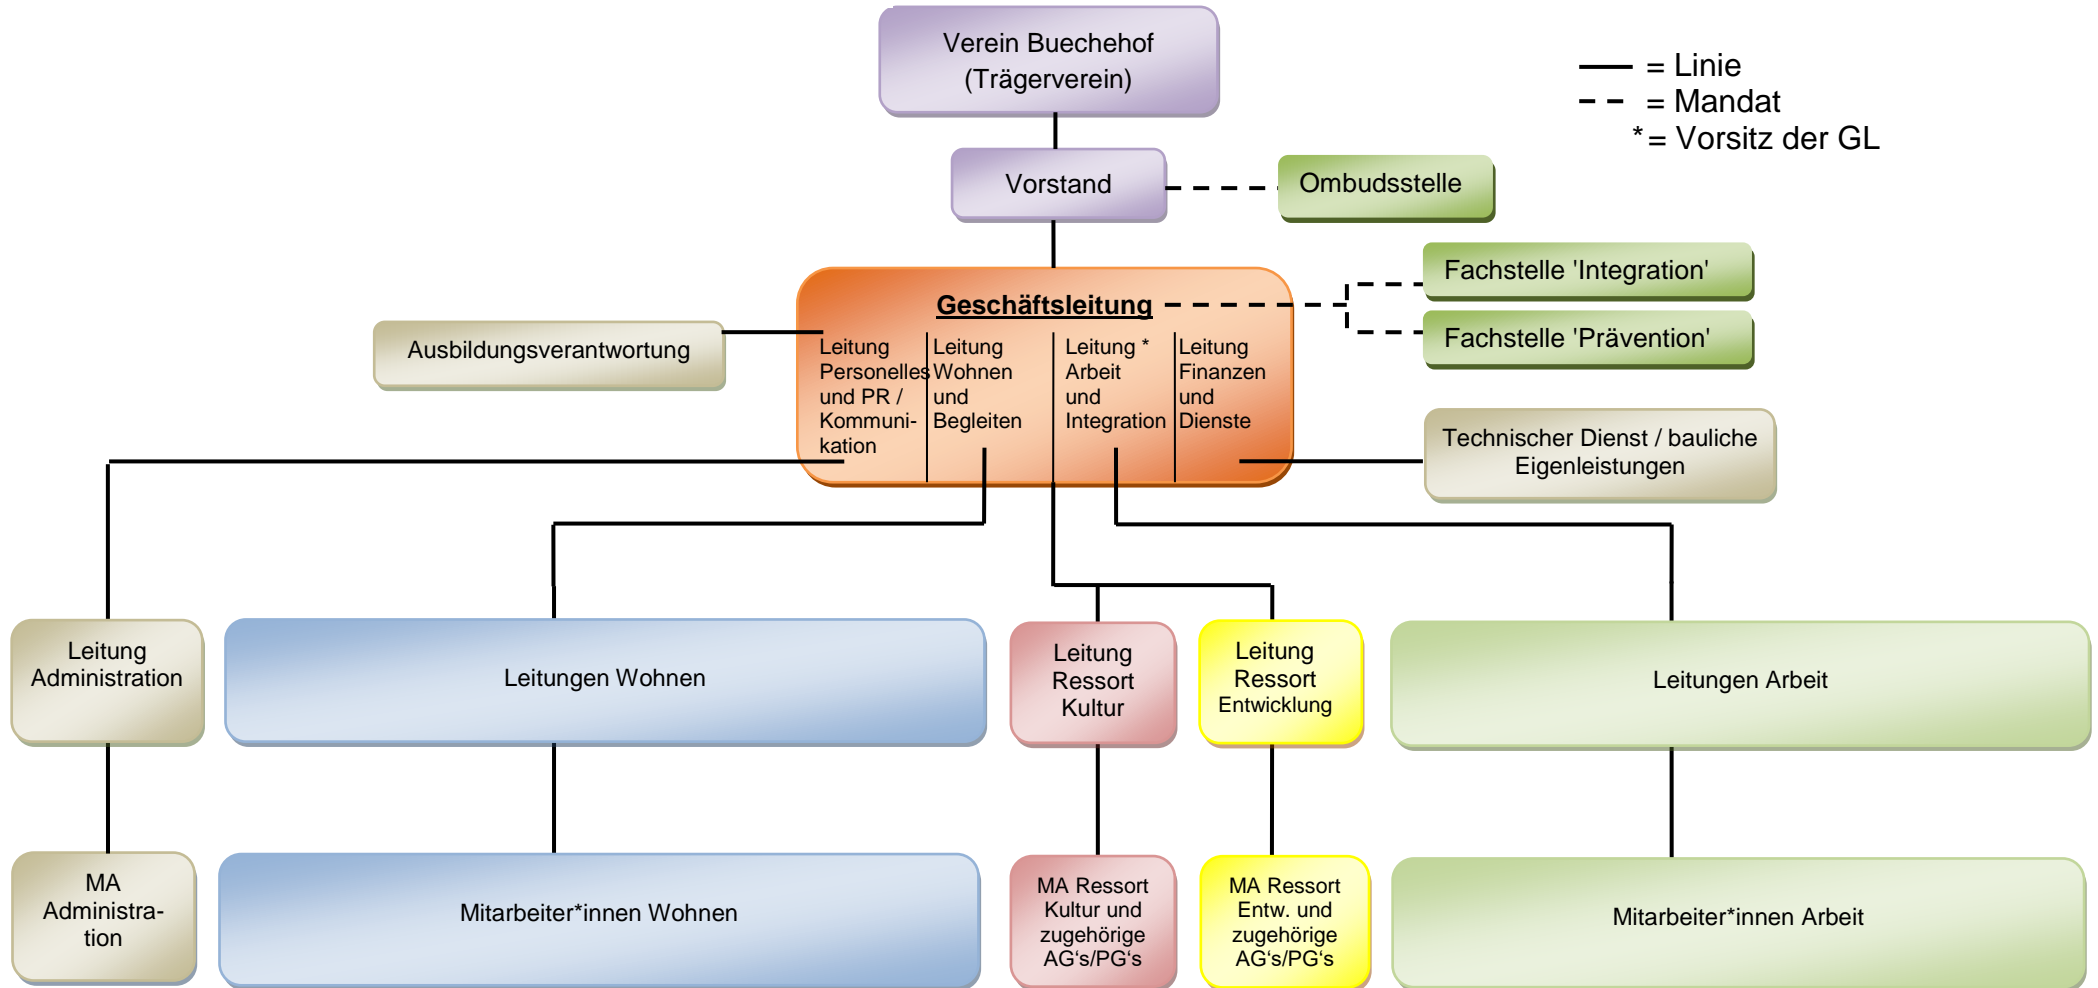 Verein Buechehof
(Trägerverein)
= Linie
= Mandat
*= Vorsitz der GL
Vorstand
Ombudsstelle
Fachstelle 'Integration'
Geschäftsleitung
Fachstelle 'Prävention'
Ausbildungsverantwortung
Leitung
Personelles
und PR /
Kommuni-
kation
Leitung
Wohnen
und
Begleiten
Leitung *
Arbeit
und
Integration
Leitung
Finanzen
und
Dienste
Technischer Dienst / bauliche
Eigenleistungen
Leitung
Administration
Leitungen Wohnen
Leitung
Ressort
Kultur
Leitung
Ressort
Entwicklung
Leitungen Arbeit
MA
Administra-
tion
Mitarbeiter*innen Wohnen
MA Ressort
Kultur und
zugehörige
AG‘s/PG‘s
MA Ressort
Entw. und
zugehörige
AG‘s/PG‘s
Mitarbeiter*innen Arbeit